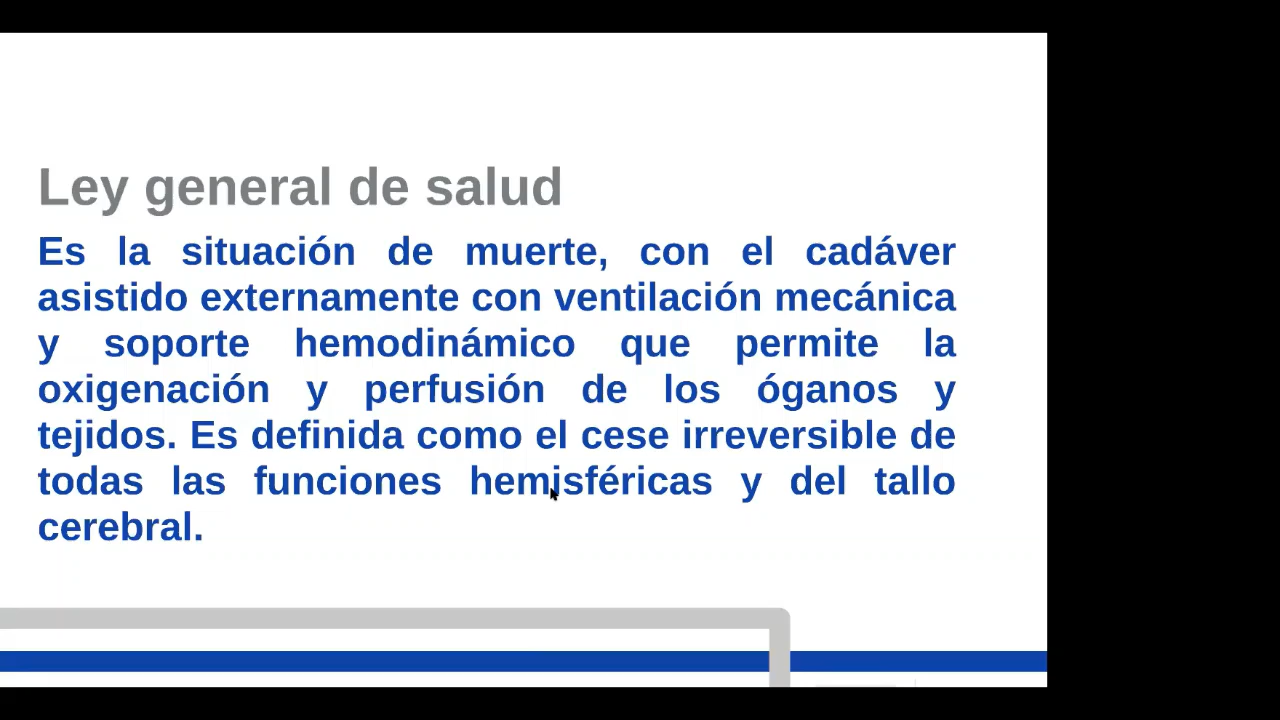 Ley general de salud
Es la situación de muerte, con el cadáver
asistido externamente con ventilación mecánica
y soporte hemodinámico que permite la
oxigenación y perfusión de los óganos y
tejidos. Es definida como el cese irreversible de
todas las funciones hemisféricas y del tallo
cerebral.